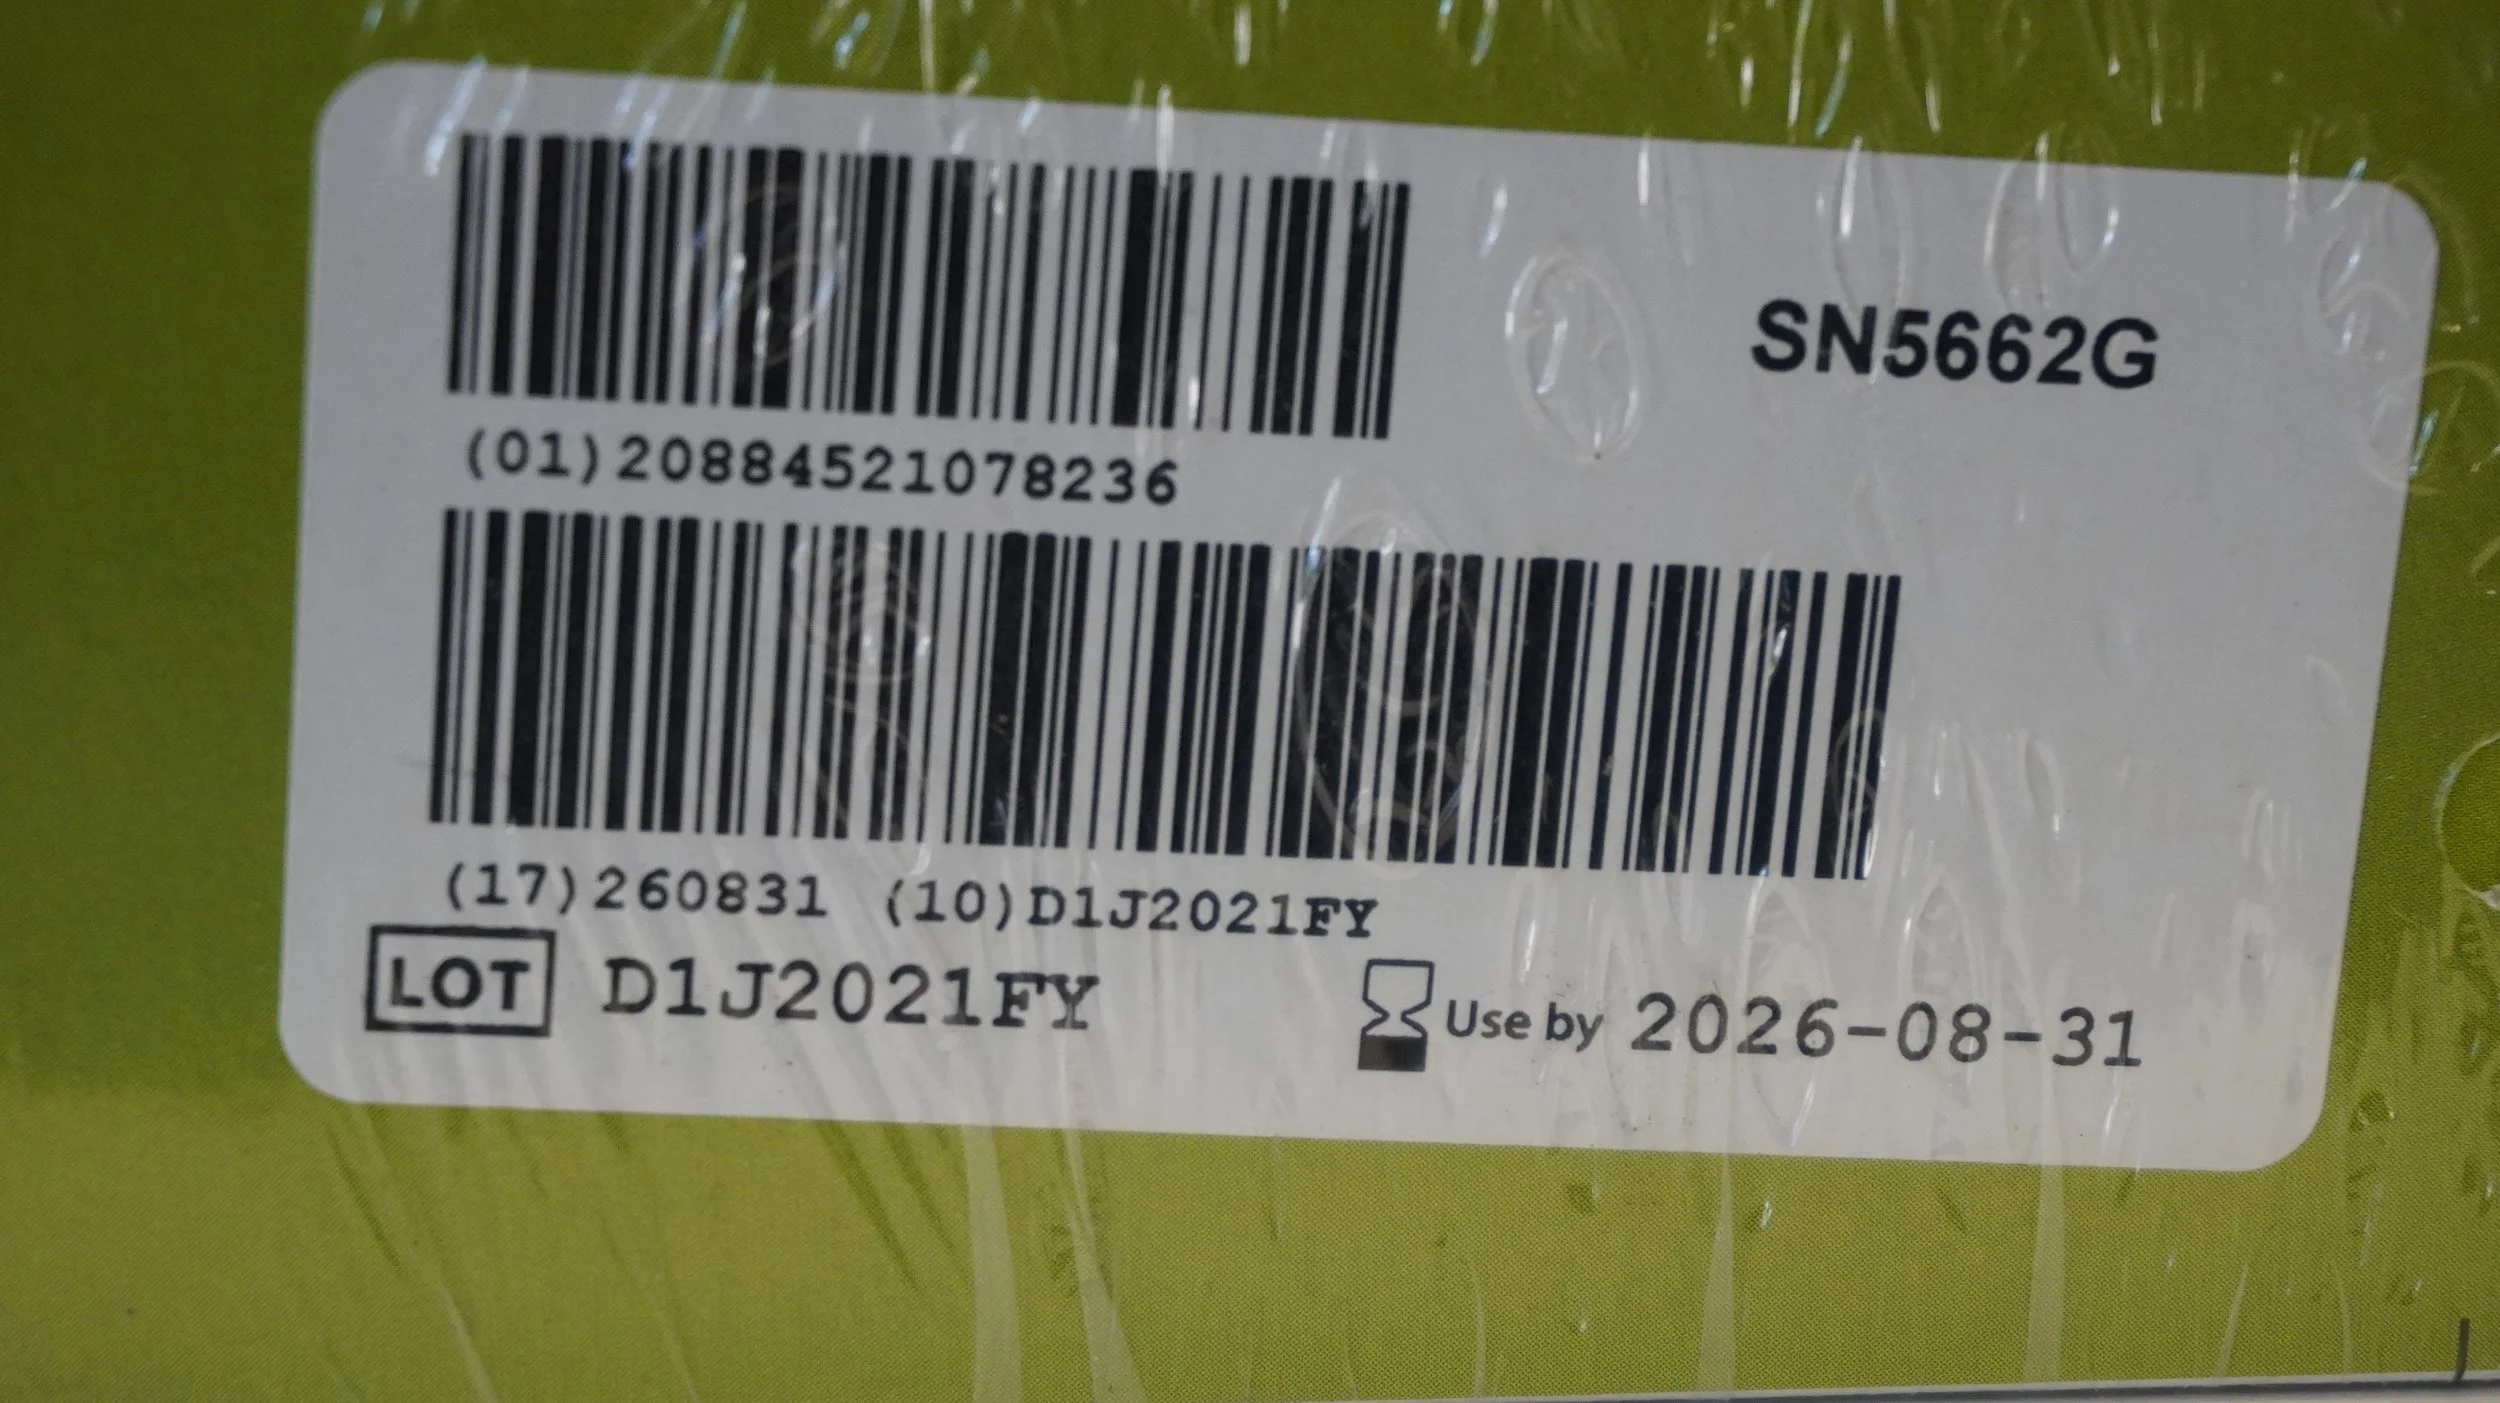 SN5662G
(01)20884521078236
(17)260831 (10)D1J2021FY
LOT D1J2021FY
Use by 2026-08-31